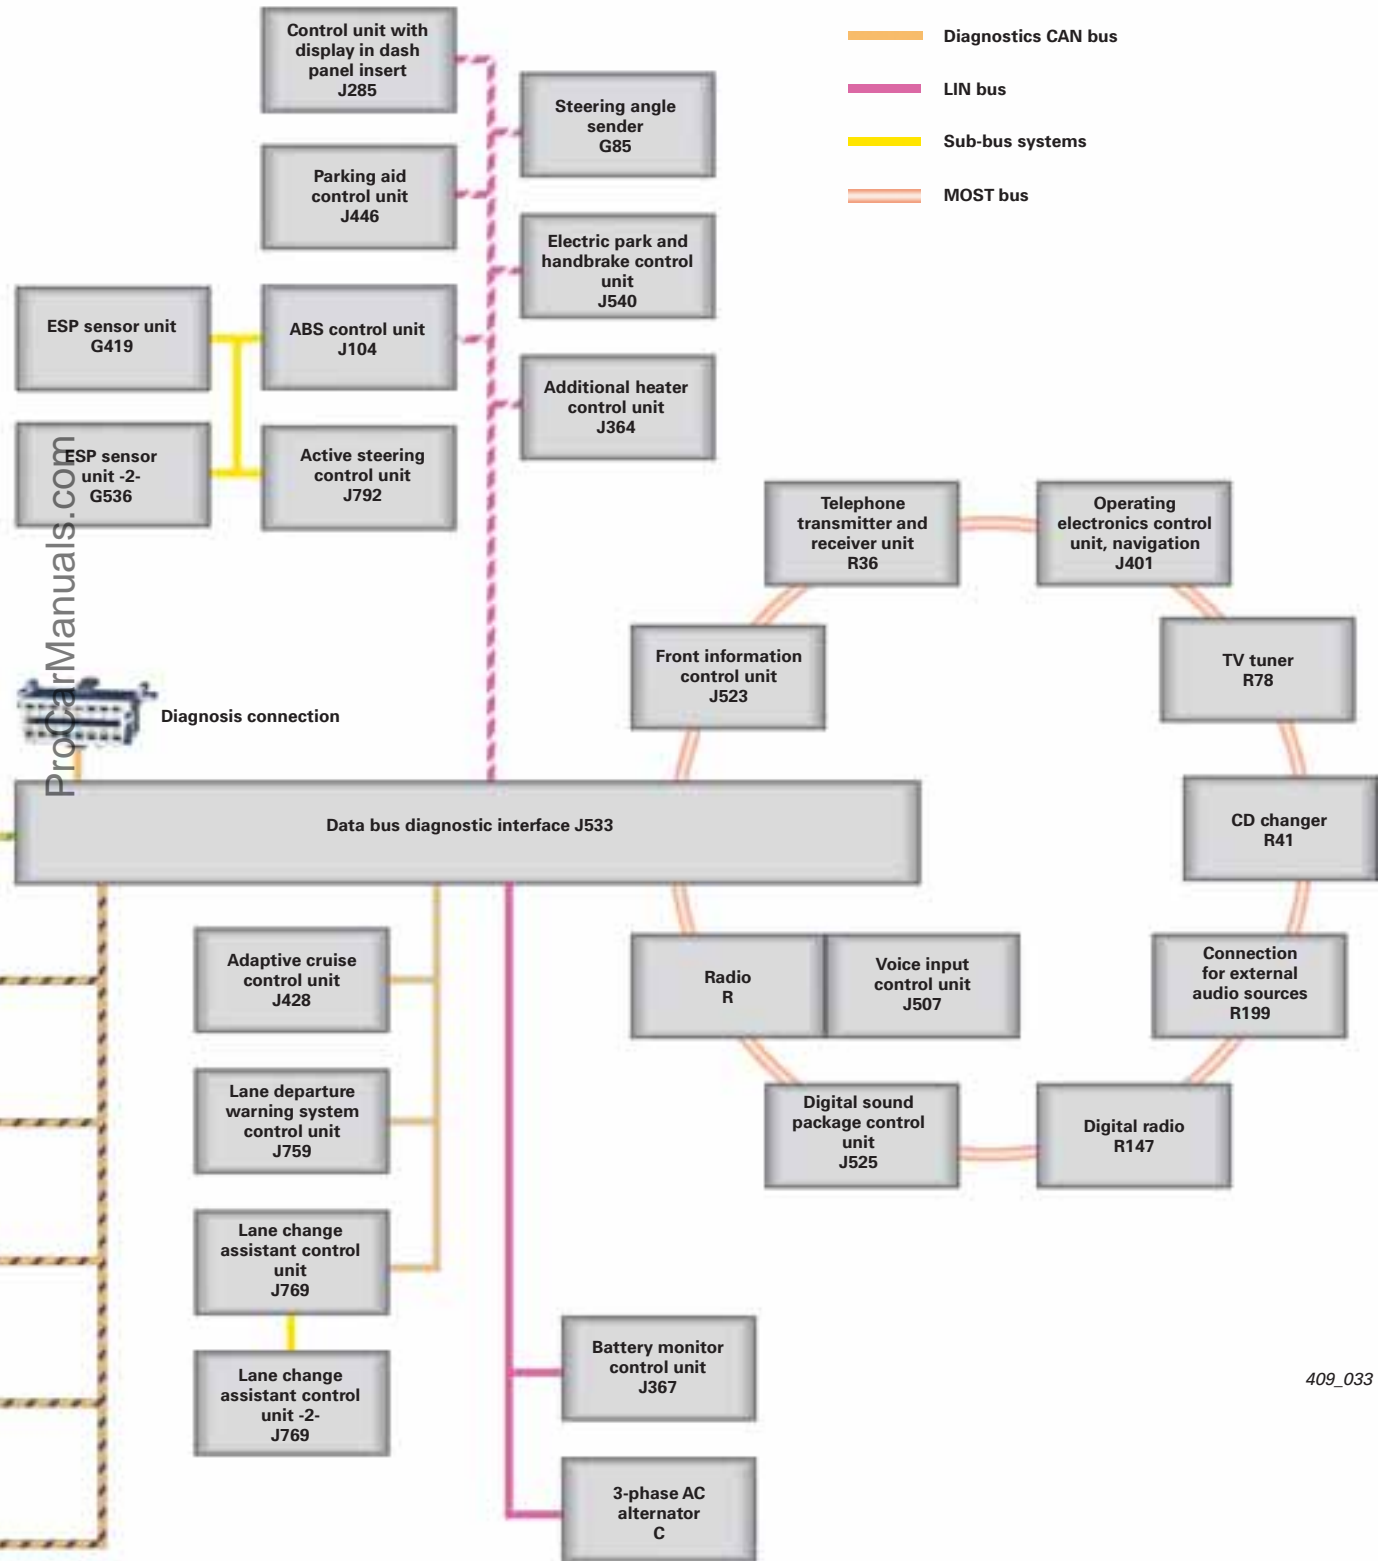 Control unit with
display in dash
panel insert
J285
Diagnostics CAN bus
LIN bus
Sub-bus systems
MOST bus
Steering angle
sender
G85
Parking aid
control unit
J446
Electric park and
handbrake control
unit
J540
ESP sensor unit
G419
ABS control unit
J104
Additional heater
control unit
J364
ESP sensor
unit -2-
G536
Active steering
control unit
J792
ProCarManuals.com
Telephone
transmitter and
receiver unit
R36
Operating
electronics control
unit, navigation
J401
Front information
control unit
J523
TV tuner
R78
Diagnosis connection
Data bus diagnostic interface J533
CD changer
R41
Adaptive cruise
control unit
J428
Radio
R
Voice input
control unit
J507
Connection
for external
audio sources
R199
Lane departure
warning system
control unit
J759
Digital sound
package control
unit
J525
Digital radio
R147
Lane change
assistant control
unit
J769
Battery monitor
control unit
J367
Lane change
assistant control
unit -2-
J769
409_033
3-phase AC
alternator
C